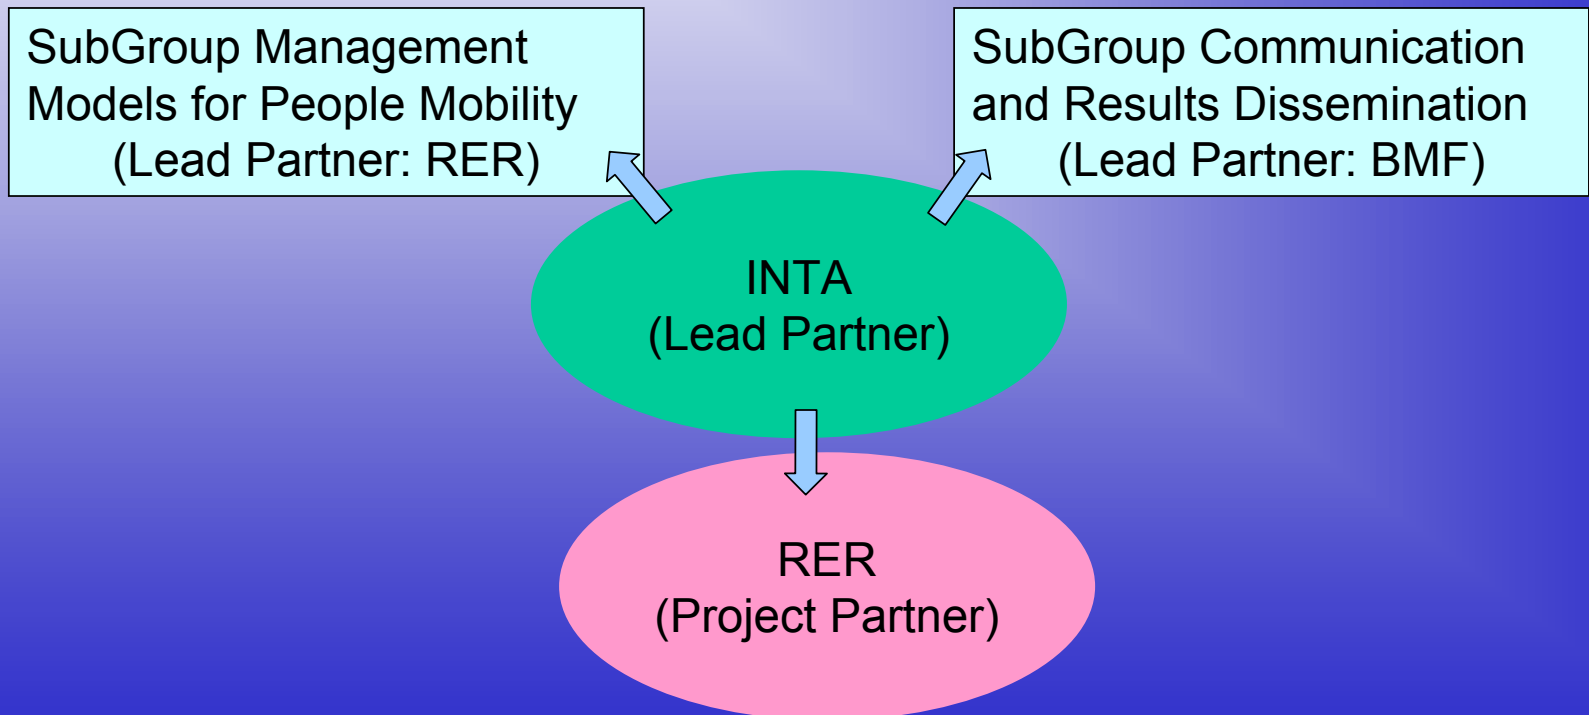 SubGroup Management
Models for People Mobility
(Lead Partner: RER)
SubGroup Communication
and Results Dissemination
(Lead Partner: BMF)
INTA
(Lead Partner)
RER
(Project Partner)